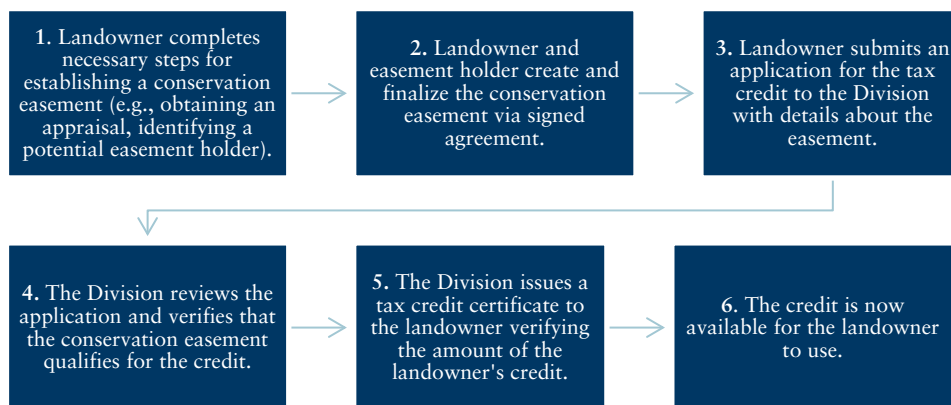 1. Landowner completes
necessary steps for
establishing a conservation
easement (e.g., obtaining an
appraisal, identifying a
potential easement holder).
2. Landowner and
easement holder create and
finalize the conservation
easement via signed
agreement.
3. Landowner submits an
application for the tax
credit to the Division
with details about the
easement.
4. The Division reviews the
application and verifies that
the conservation easement
qualifies for the credit.
5. The Division issues a
tax credit certificate to
the landowner verifying
the amount of the
landowner's credit.
6. The credit is now
available for the landowner
to use.